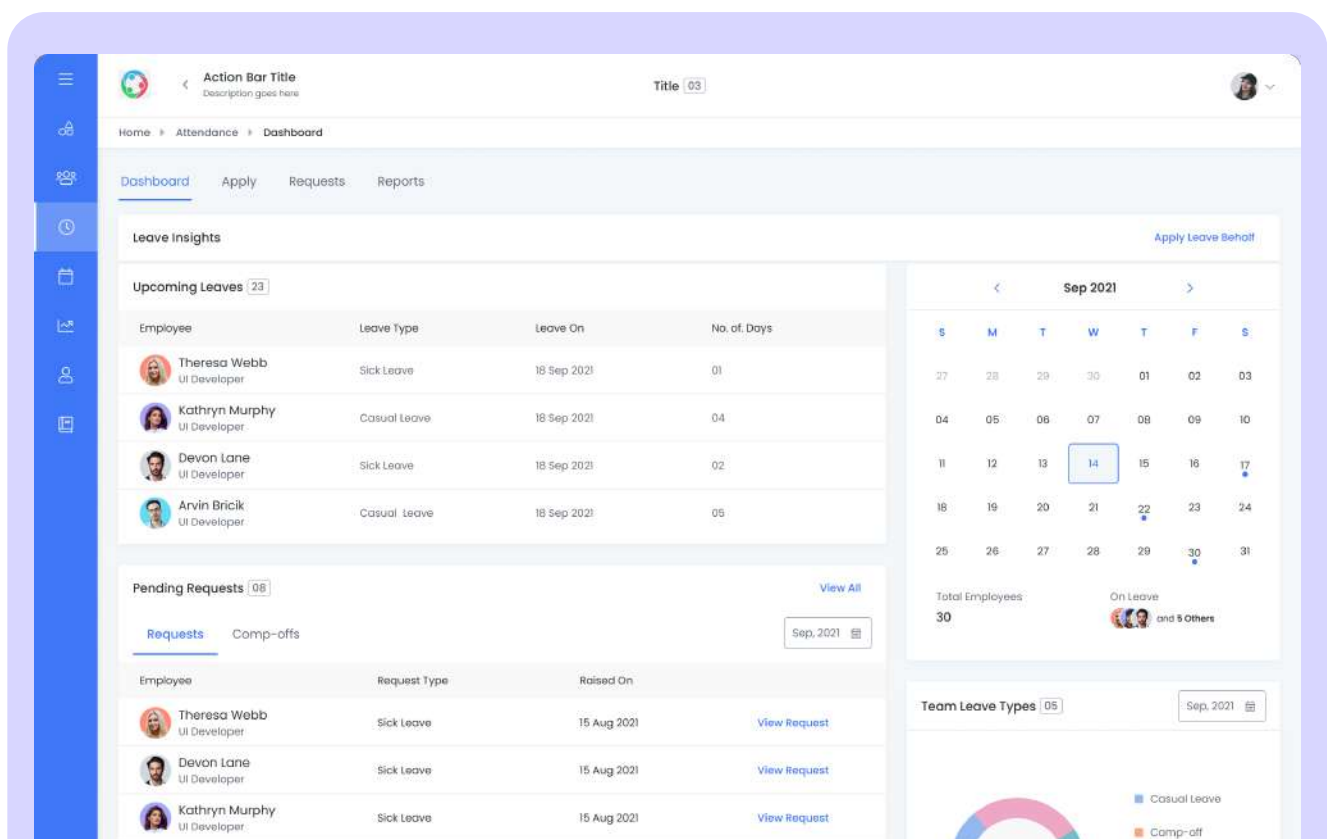 Action Bar Title
Description goes here
Title 03
Home Attendance Dashboard
Dashboard Apply Requests Reports
Leave Insights
Apply Leave Behalf
Upcoming Leaves 23
Employee Leave Type Leave On No. of. Days
Theresa Webb
UI Developer
Sick Leave 18 Sep 2021 01
Kathryn Murphy
UI Developer
Casual Leave 18 Sep 2021 04
Devon Lane
UI Developer
Sick Leave 18 Sep 2021 02
Arvin Bricik
UI Developer
Casual Leave 18 Sep 2021 05
Sep 2021
S M T W T F S
27 28 29 30 01 02 03
04 05 06 07 08 09 10
11 12 13 14 15 16 17
18 19 20 21 22 23 24
25 26 27 28 29 30 31
Total Employees
30
On Leave
and 5 Others
Pending Requests 08
View All
Requests Comp-offs
Sep, 2021
Employee Request Type Raised On
Theresa Webb
UI Developer
Sick Leave 15 Aug 2021 View Request
Devon Lane
UI Developer
Sick Leave 15 Aug 2021 View Request
Kathryn Murphy
UI Developer
Sick Leave 15 Aug 2021 View Request
Team Leave Types 05
Sep, 2021
Casual Leave
Comp-off